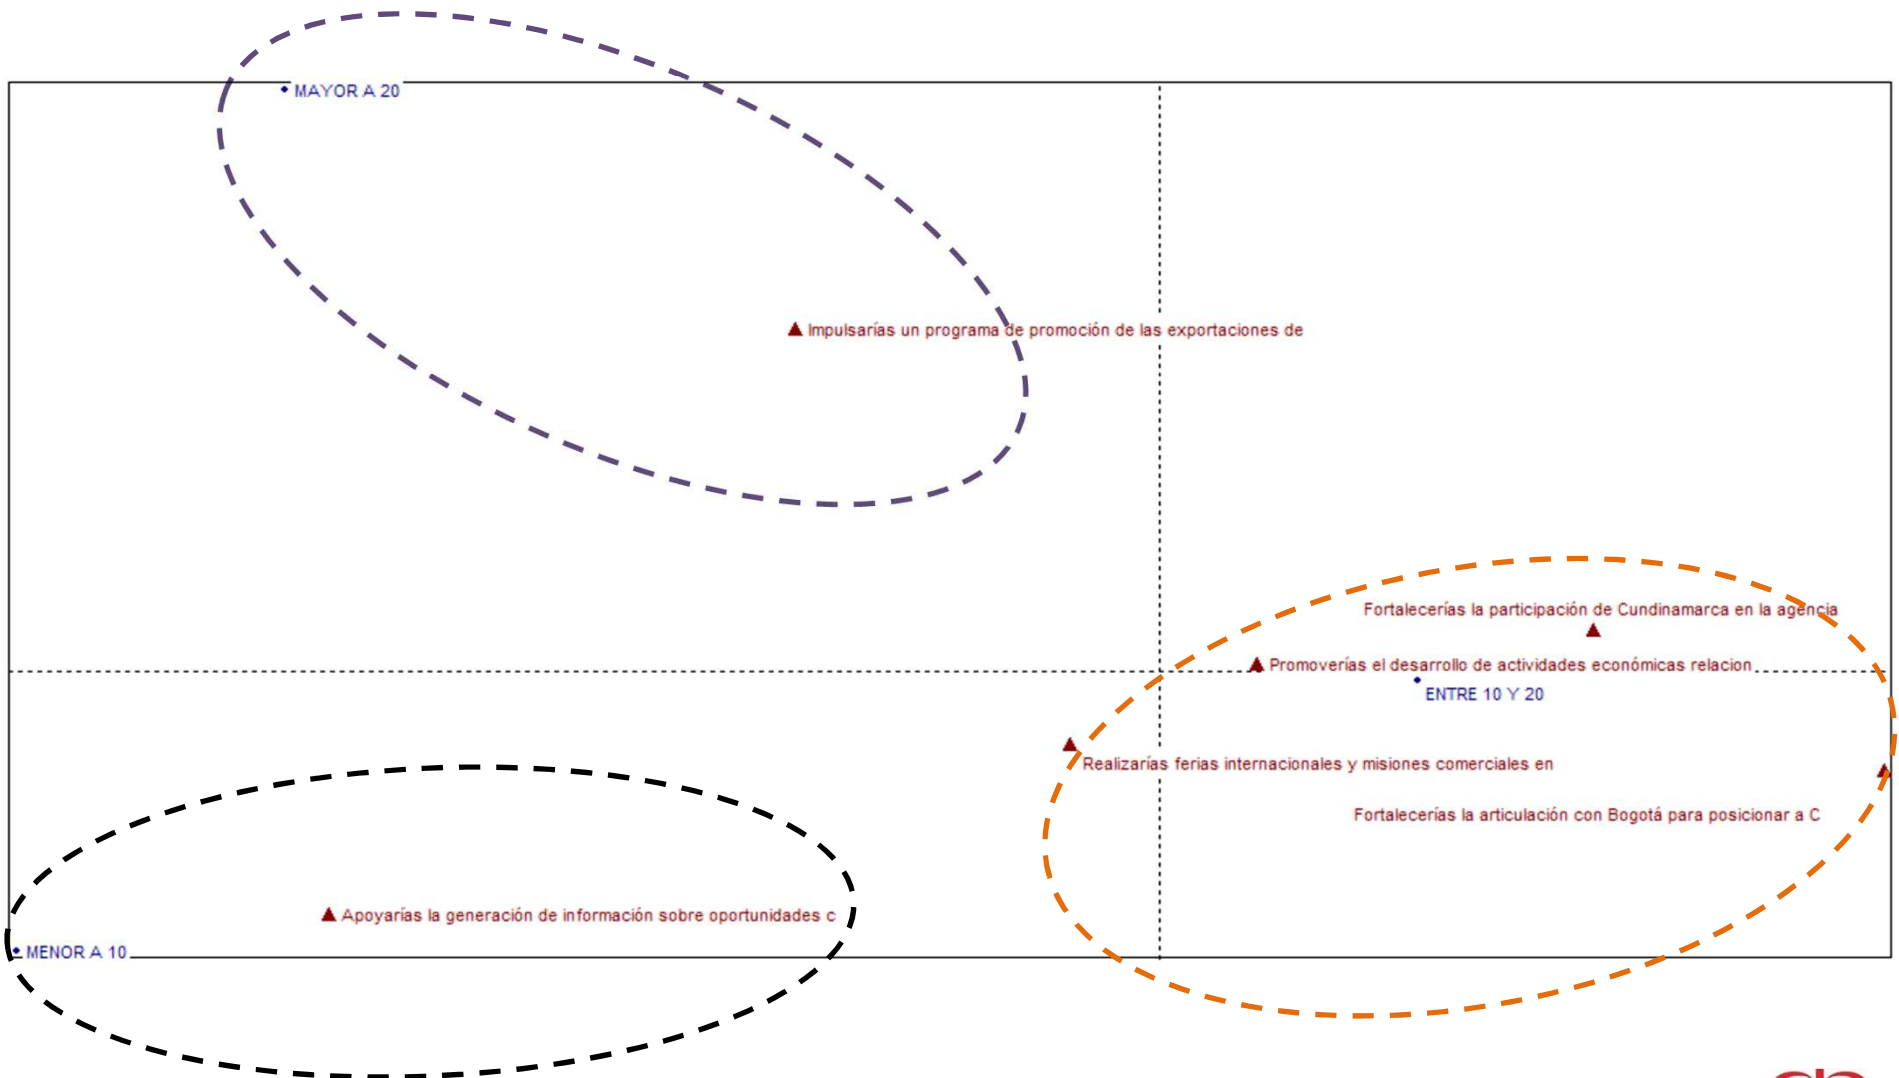 MAYOR A 20
Impulsarías un programa de promoción de las exportaciones de
Fortalecerías la participación de Cundinamarca en la agencia
Promoverías el desarrollo de actividades económicas relacion
ENTRE 10 Y 20
Realizarías ferias internacionales y misiones comerciales en
Fortalecerías la articulación con Bogotá para posicionar a C
Apoyarías la generación de información sobre oportunidades c
MENOR A 10